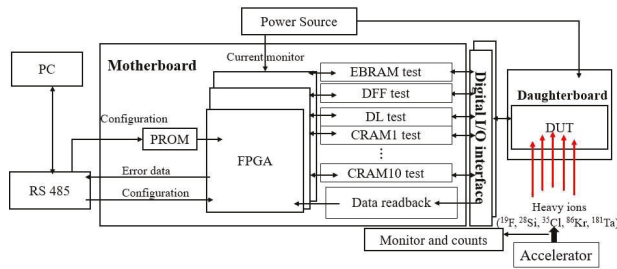 Power Source
Current monitor
Motherboard
PC
Configuration
PROM
FPGA
Error data
RS 485
Configuration
EBRAM test
DFF test
DL test
CRAM1 test
⋮
CRAM10 test
Data readback
Digital I/O interface
Daughterboard
DUT
Heavy ions
(¹⁹F, ²⁸Si, ³⁵Cl, ⁸⁶Kr, ¹⁸¹Ta)
Monitor and counts
Accelerator